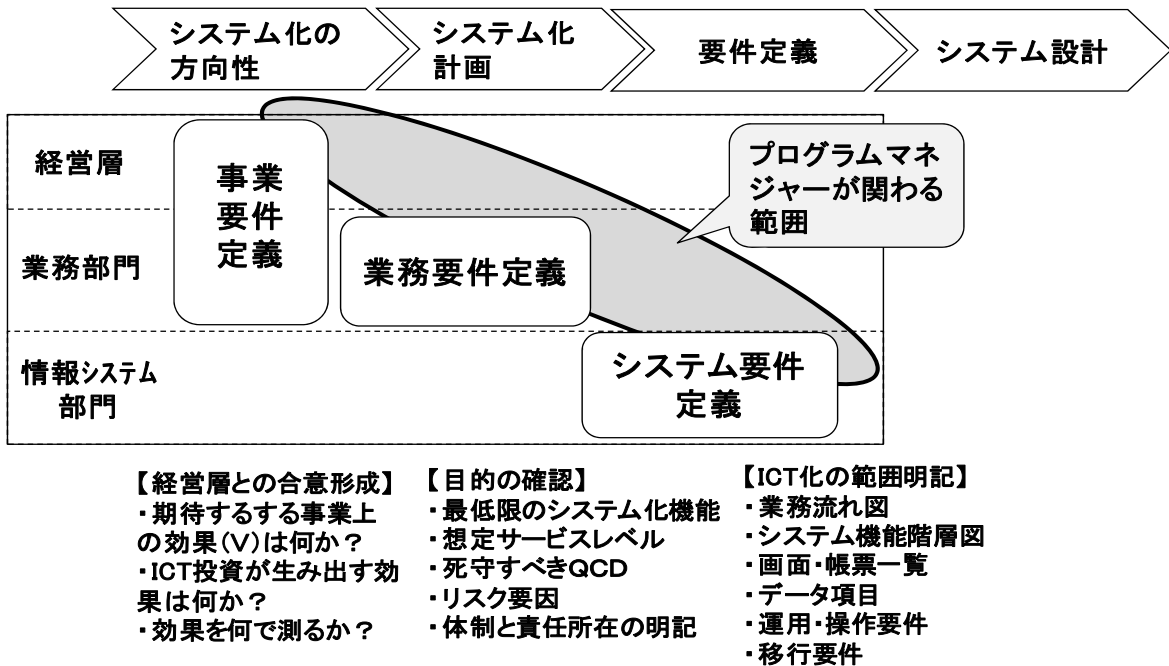 システム化の
方向性
システム化
計画
要件定義
システム設計
経営層
業務部門
情報システム
部門
事業
要件
定義
業務要件定義
システム要件
定義
プログラムマネ
ジャーが関わる
範囲
【経営層との合意形成】
・期待するする事業上
の効果(V)は何か？
・ICT投資が生み出す効
果は何か？
・効果を何で測るか？
【目的の確認】
・最低限のシステム化機能
・想定サービスレベル
・死守すべきQCD
・リスク要因
・体制と責任所在の明記
【ICT化の範囲明記】
・業務流れ図
・システム機能階層図
・画面・帳票一覧
・データ項目
・運用・操作要件
・移行要件